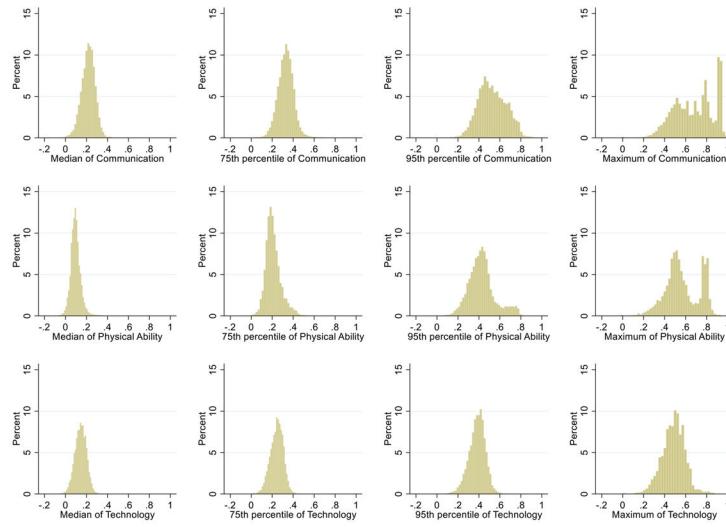 15
10
5
0
Percent
-.2 0 .2 .4 .6 .8 1
Median of Communication
15
10
5
0
Percent
-.2 0 .2 .4 .6 .8 1
75th percentile of Communication
15
10
5
0
Percent
-.2 0 .2 .4 .6 .8 1
95th percentile of Communication
15
10
5
0
Percent
-.2 0 .2 .4 .6 .8 1
Maximum of Communication
15
10
5
0
Percent
-.2 0 .2 .4 .6 .8 1
Median of Physical Ability
15
10
5
0
Percent
-.2 0 .2 .4 .6 .8 1
75th percentile of Physical Ability
15
10
5
0
Percent
-.2 0 .2 .4 .6 .8 1
95th percentile of Physical Ability
15
10
5
0
Percent
-.2 0 .2 .4 .6 .8 1
Maximum of Physical Ability
15
10
5
0
Percent
-.2 0 .2 .4 .6 .8 1
Median of Technology
15
10
5
0
Percent
-.2 0 .2 .4 .6 .8 1
75th percentile of Technology
15
10
5
0
Percent
-.2 0 .2 .4 .6 .8 1
95th percentile of Technology
15
10
5
0
Percent
-.2 0 .2 .4 .6 .8 1
Maximum of Technology